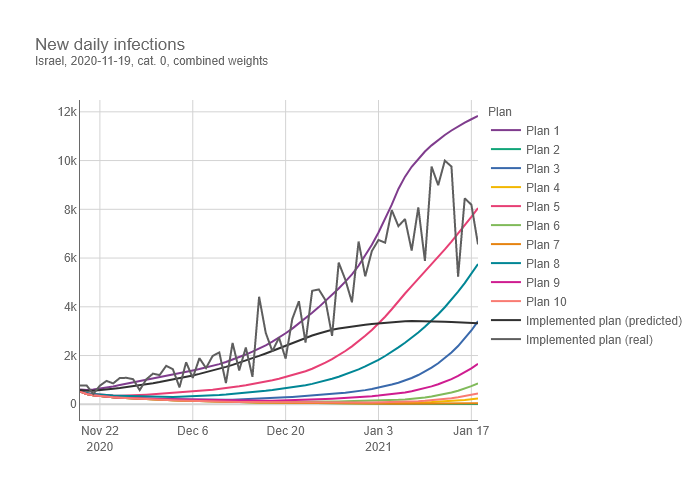 New daily infections
Israel, 2020-11-19, cat. 0, combined weights
12k
10k
8k
6k
4k
2k
0
Nov 22 Dec 6 Dec 20 Jan 3 Jan 17
2020 2021
Plan
Plan 1
Plan 2
Plan 3
Plan 4
Plan 5
Plan 6
Plan 7
Plan 8
Plan 9
Plan 10
Implemented plan (predicted)
Implemented plan (real)